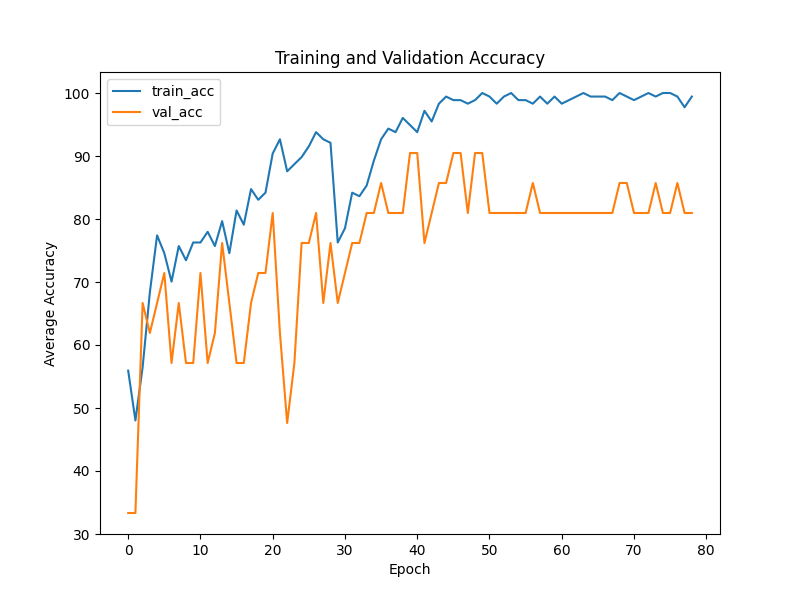 Training and Validation Accuracy
train_acc
val_acc
100
90
80
70
60
50
40
30
Average Accuracy
0 10 20 30 40 50 60 70 80
Epoch